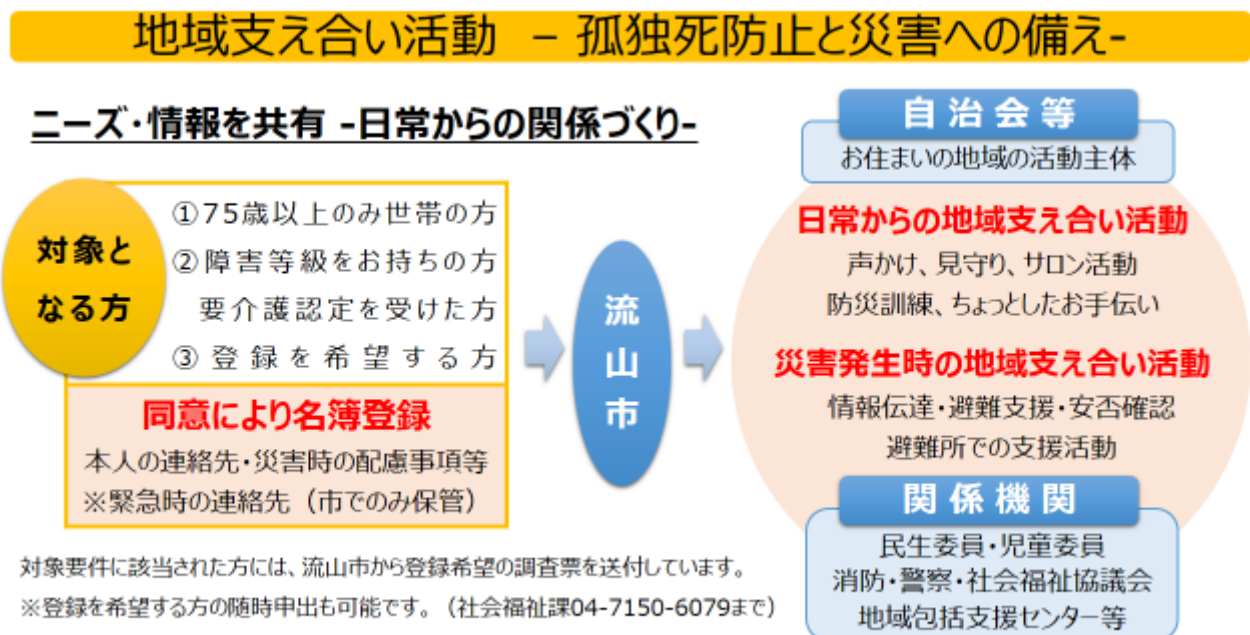 地域支え合い活動 – 孤独死防止と災害への備え-
ニーズ・情報を共有 -日常からの関係づくり-
対象と
なる方
①75歳以上のみ世帯の方
②障害等級をお持ちの方
要介護認定を受けた方
③登録を希望する方
同意により名簿登録
本人の連絡先・災害時の配慮事項等
※緊急時の連絡先（市でのみ保管）
流
山
市
自治会等
お住まいの地域の活動主体
日常からの地域支え合い活動
声かけ、見守り、サロン活動
防災訓練、ちょっとしたお手伝い
災害発生時の地域支え合い活動
情報伝達・避難支援・安否確認
避難所での支援活動
関係機関
民生委員・児童委員
消防・警察・社会福祉協議会
地域包括支援センター等
対象要件に該当された方には、流山市から登録希望の調査票を送付しています。
※登録を希望する方の随時申出も可能です。（社会福祉課04-7150-6079まで）